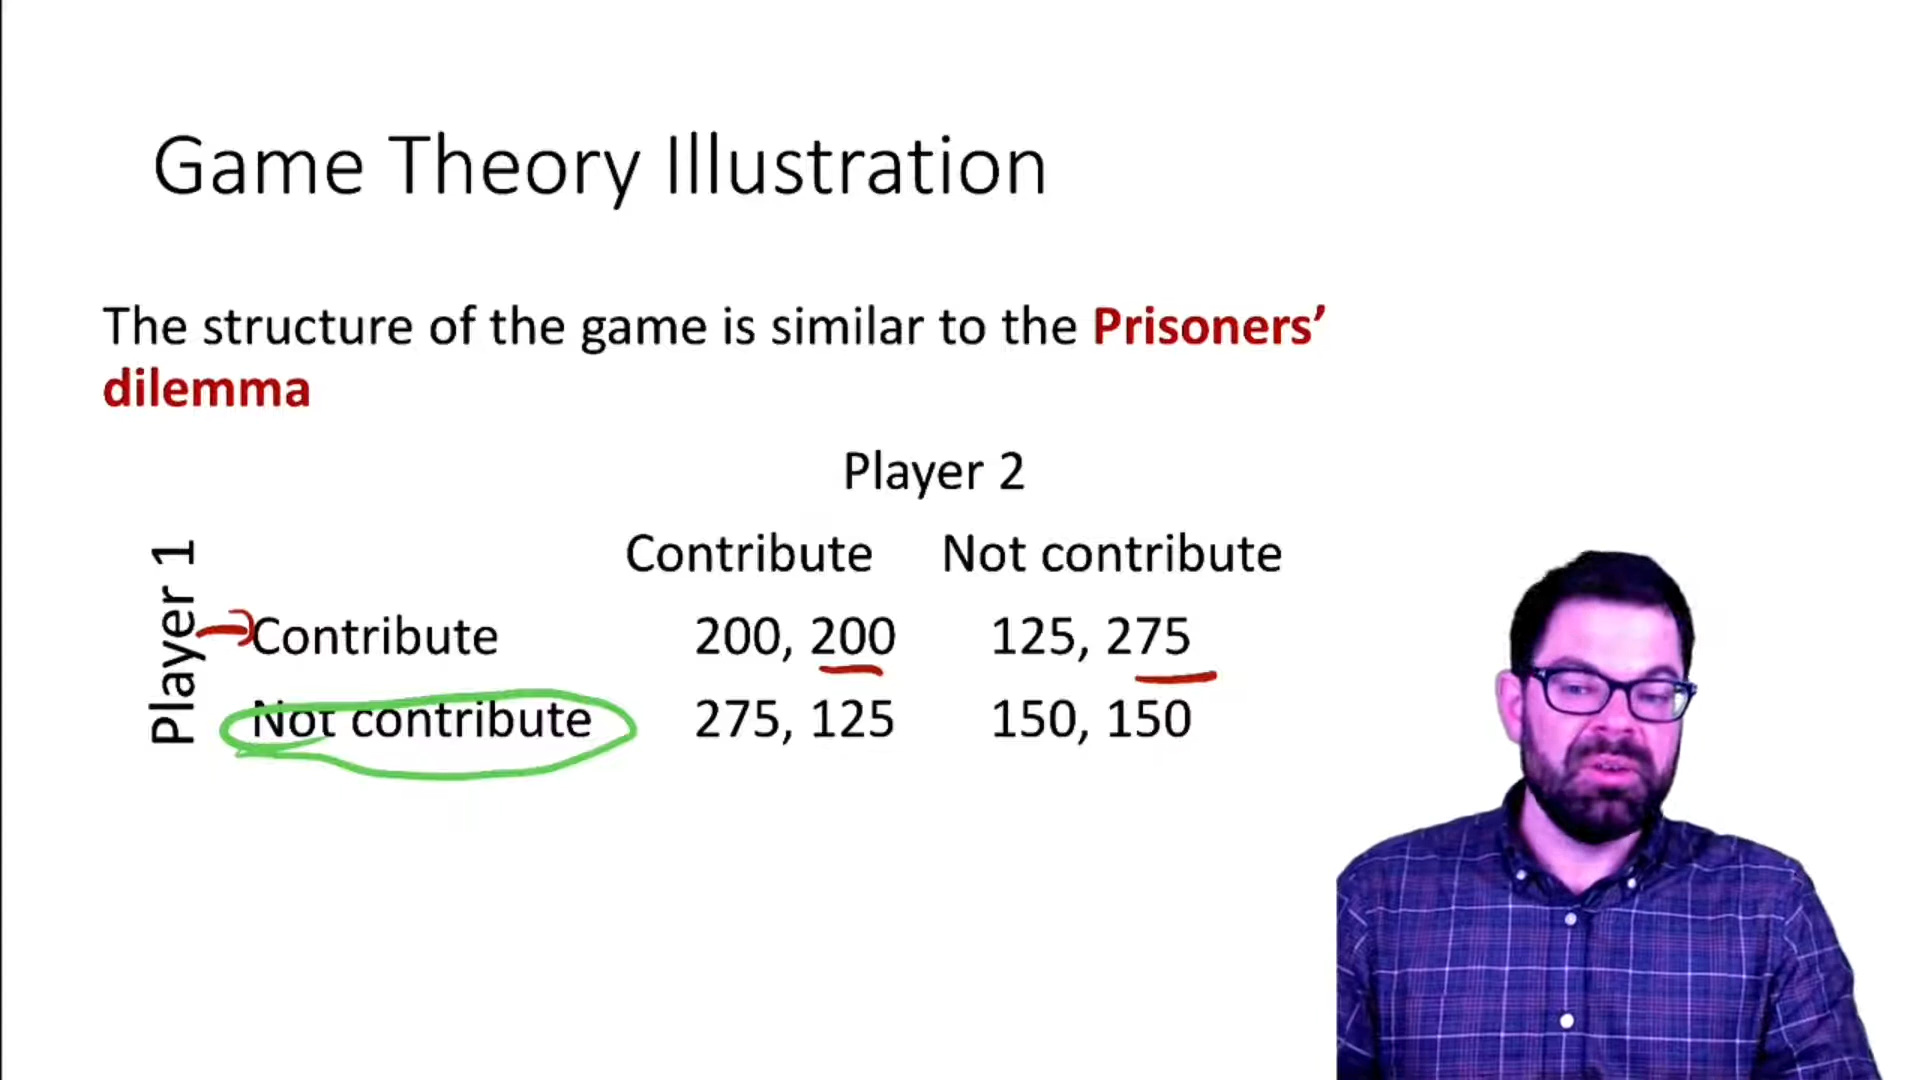 Game Theory Illustration
The structure of the game is similar to the Prisoners’
dilemma
Player 2
Player 1
Contribute Not contribute
Contribute 200, 200 125, 275
Not contribute 275, 125 150, 150